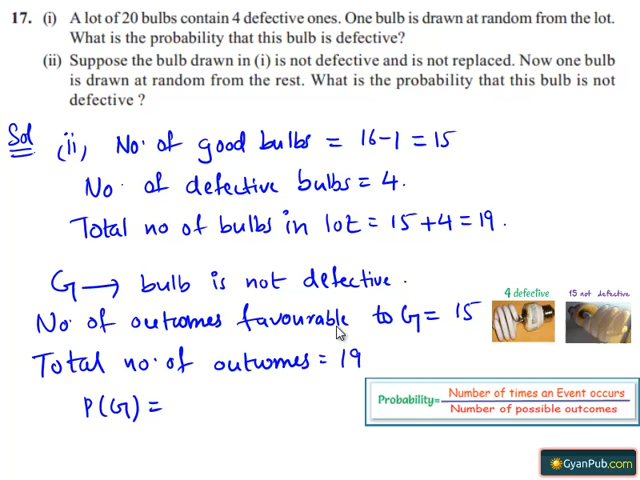 17. (i) A lot of 20 bulbs contain 4 defective ones. One bulb is drawn at random from the lot.
What is the probability that this bulb is defective?
(ii) Suppose the bulb drawn in (i) is not defective and is not replaced. Now one bulb
is drawn at random from the rest. What is the probability that this bulb is not
defective ?
Sol (ii) No. of good bulbs = 16-1 = 15
No. of defective bulbs = 4.
Total no of bulbs in lot = 15+4 = 19.
G → bulb is not defective.
4 defective 15 not defective
No. of outcomes favourable to G = 15
Total no. of outcomes = 19
P(G) =
Probability= Number of times an Event occurs
Number of possible outcomes
GyanPub.com